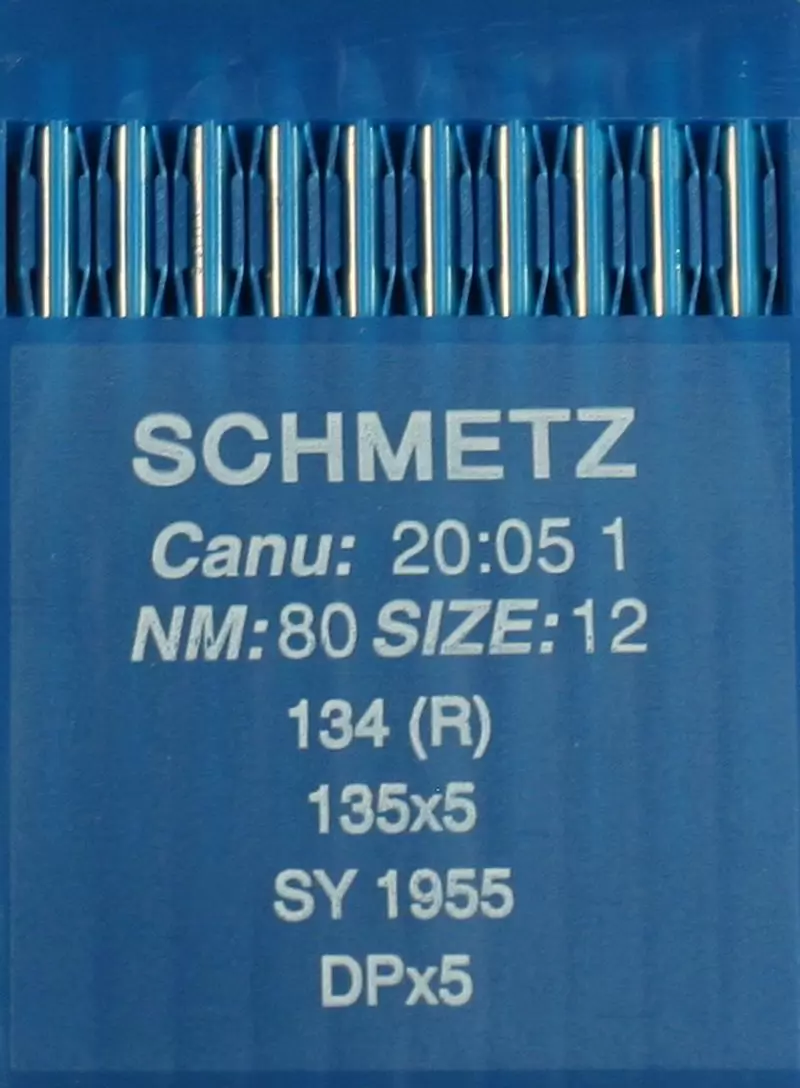 SCHMETZ
Canu: 20:05 1
NM:80 SIZE:12
134 (R)
135x5
SY 1955
DPx5